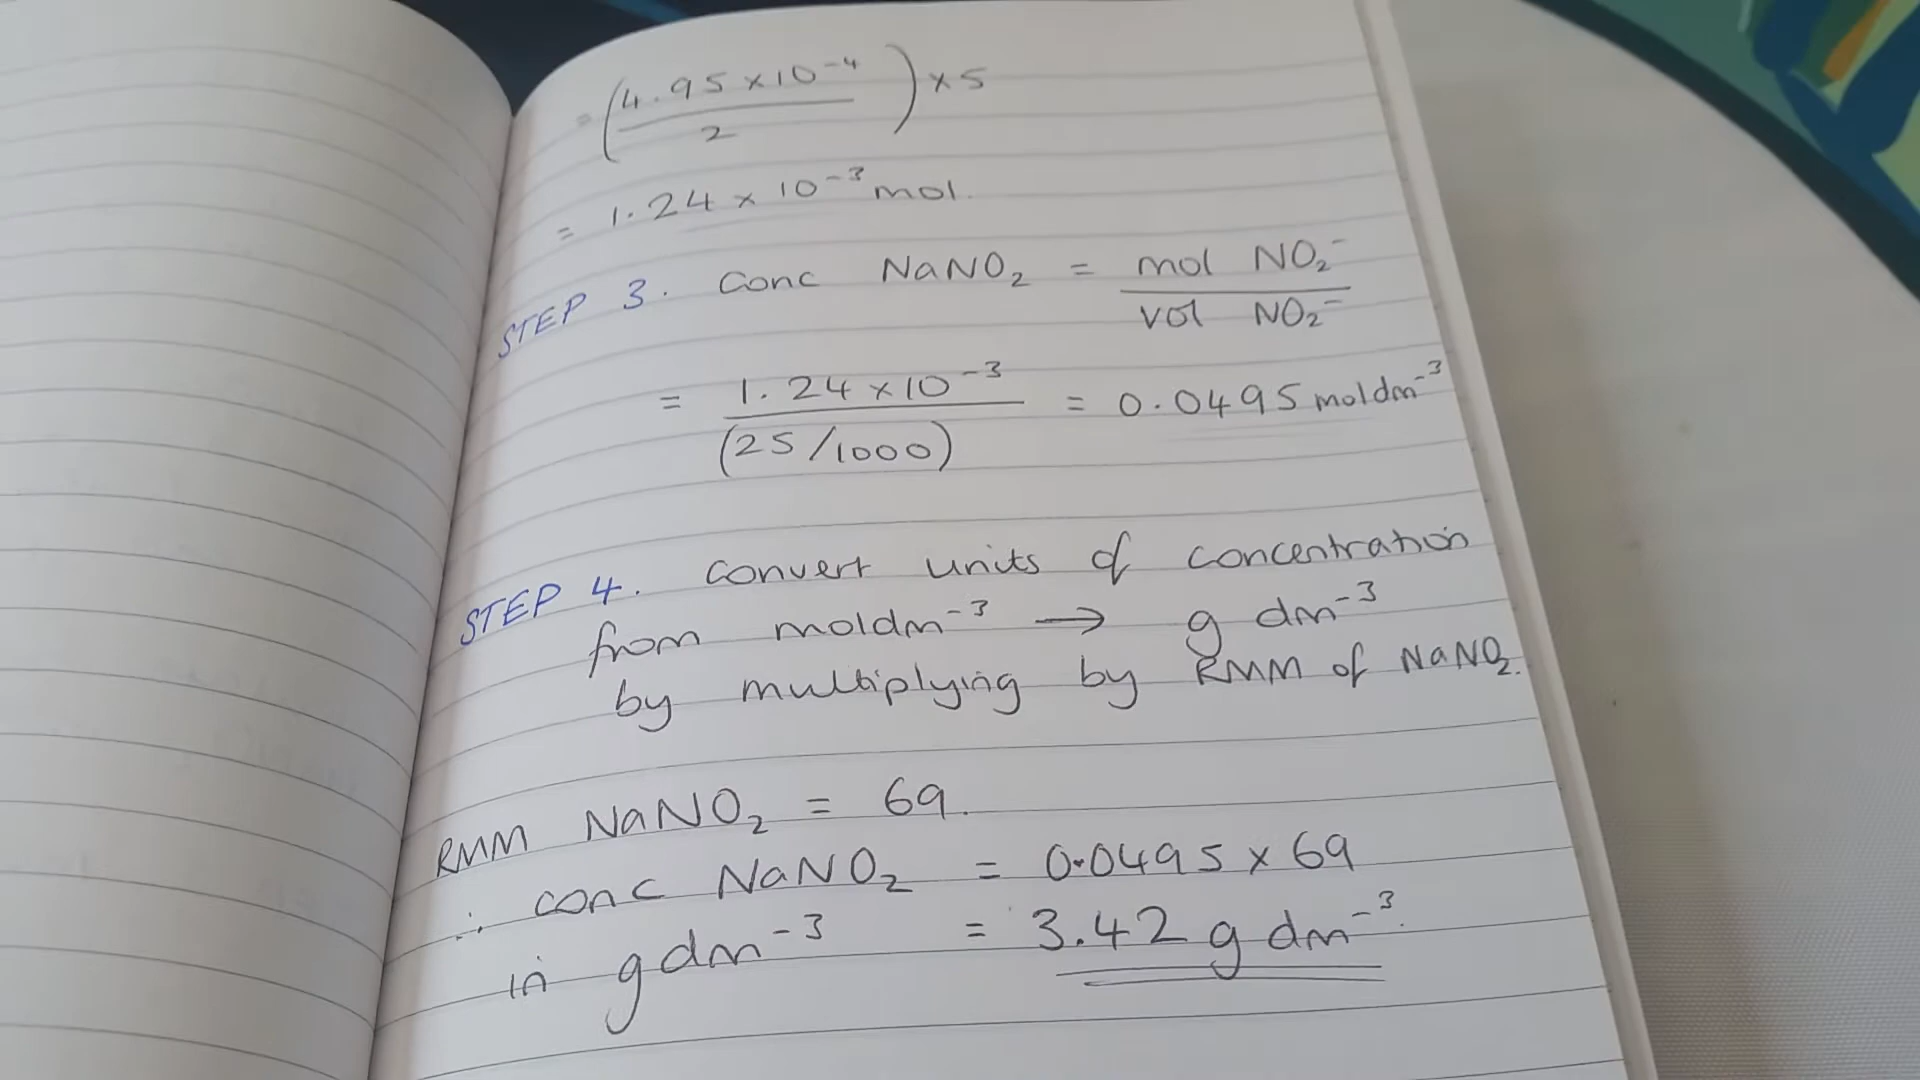 = (4.95 x 10⁻⁴ / 2) x 5
= 1.24 x 10⁻³ mol.
STEP 3. Conc NaNO₂ = mol NO₂⁻ / vol NO₂⁻
= 1.24 x 10⁻³ / (25/1000) = 0.0495 moldm⁻³
STEP 4. Convert units of concentration
from moldm⁻³ → g dm⁻³
by multiplying by RMM of NaNO₂.
RMM NaNO₂ = 69.
∴ conc NaNO₂ = 0.0495 x 69
in gdm⁻³ = 3.42 g dm⁻³.